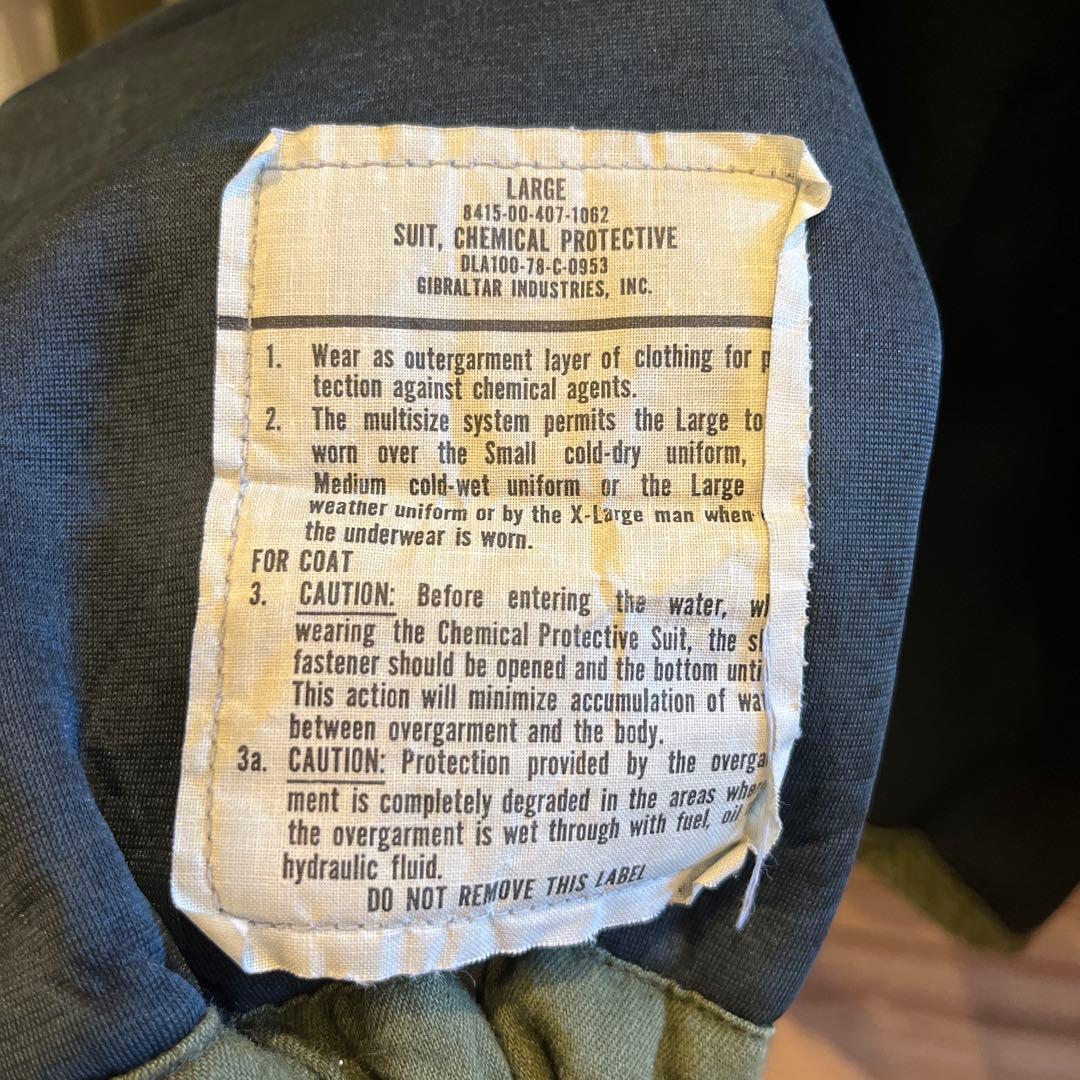 LARGE
8415-00-407-1062
SUIT, CHEMICAL PROTECTIVE
DLA100-78-C-0953
GIBRALTAR INDUSTRIES, INC.
1. Wear as outergarment layer of clothing for p
tection against chemical agents.
2. The multisize system permits the Large to
worn over the Small cold-dry uniform,
Medium cold-wet uniform or the Large
weather uniform or by the X-Large man when
the underwear is worn.
FOR COAT
3. CAUTION: Before entering the water, wh
wearing the Chemical Protective Suit, the sl
fastener should be opened and the bottom unti
This action will minimize accumulation of wat
between overgarment and the body.
3a. CAUTION: Protection provided by the overga
ment is completely degraded in the areas where
the overgarment is wet through with fuel, oil
hydraulic fluid.
DO NOT REMOVE THIS LABEL